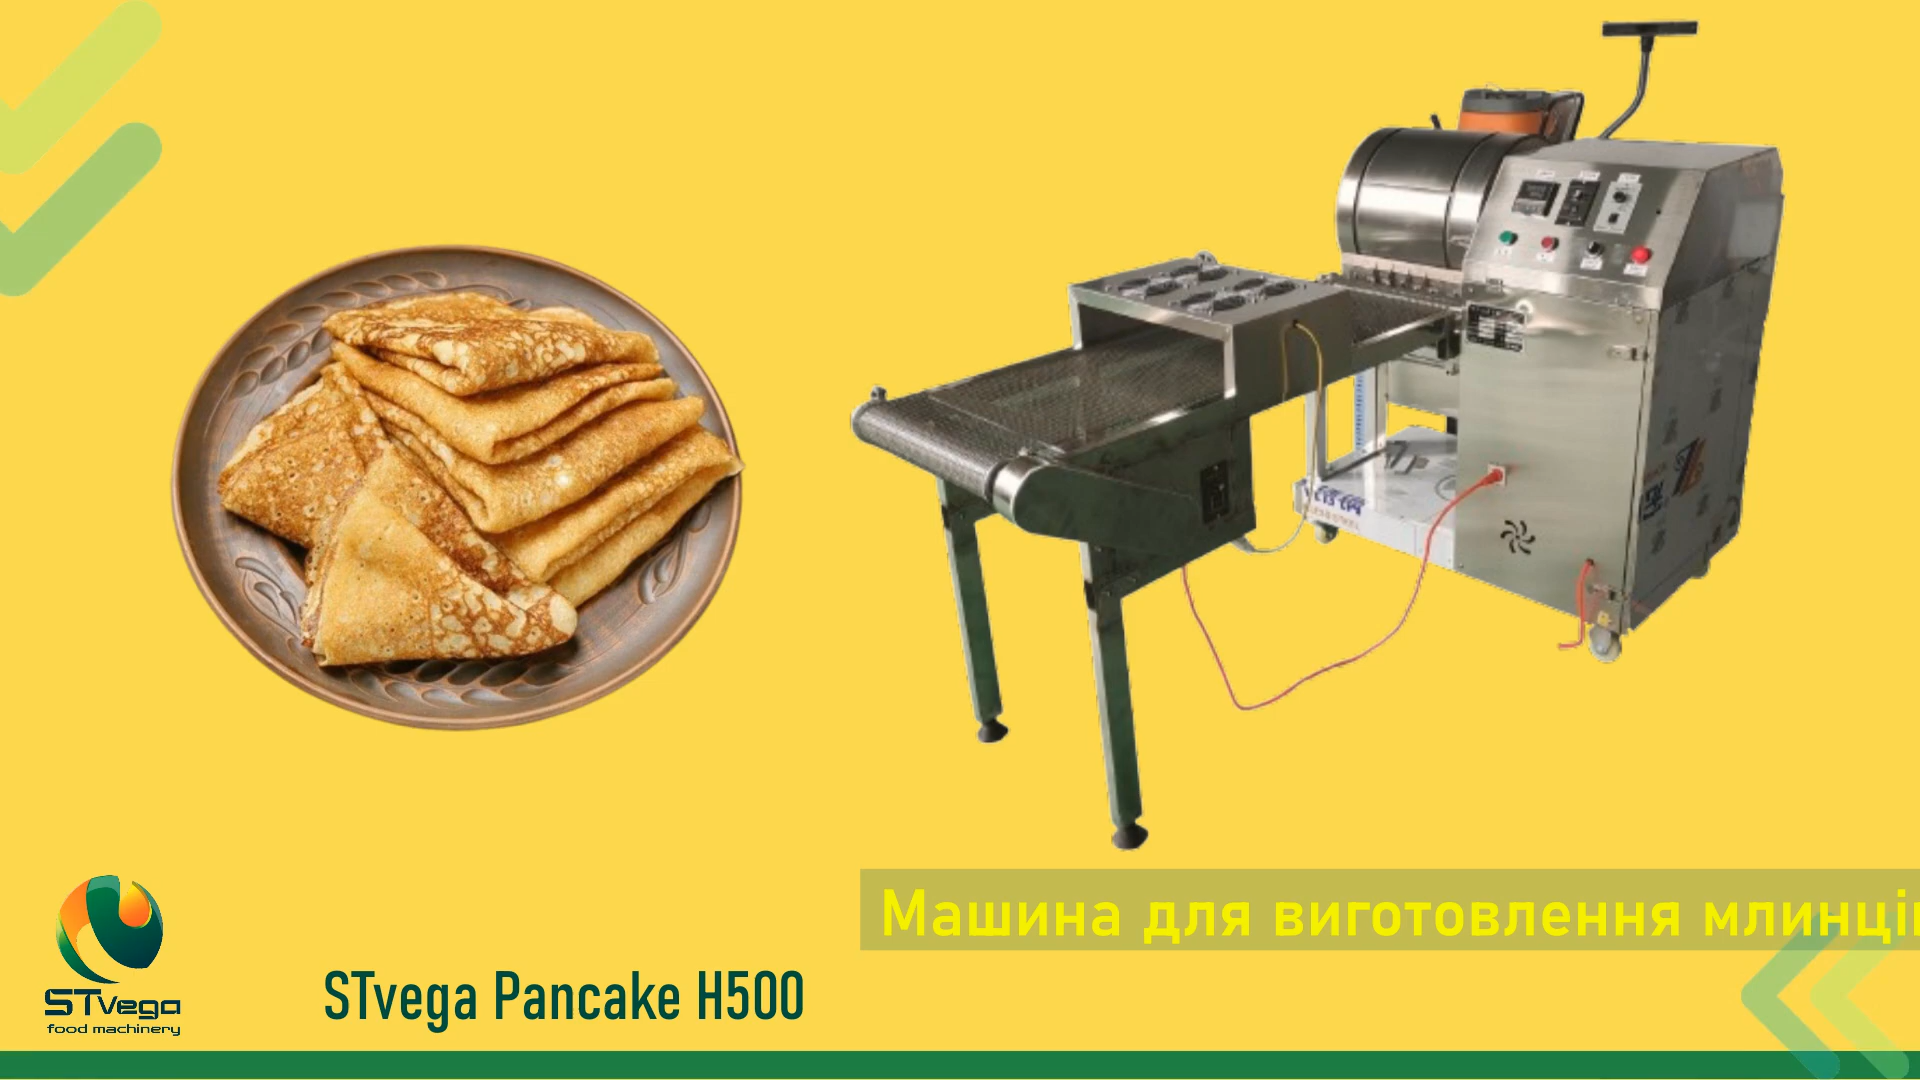 Машина для виготовлення млинці
STvega Pancake H500
STvega
food machinery